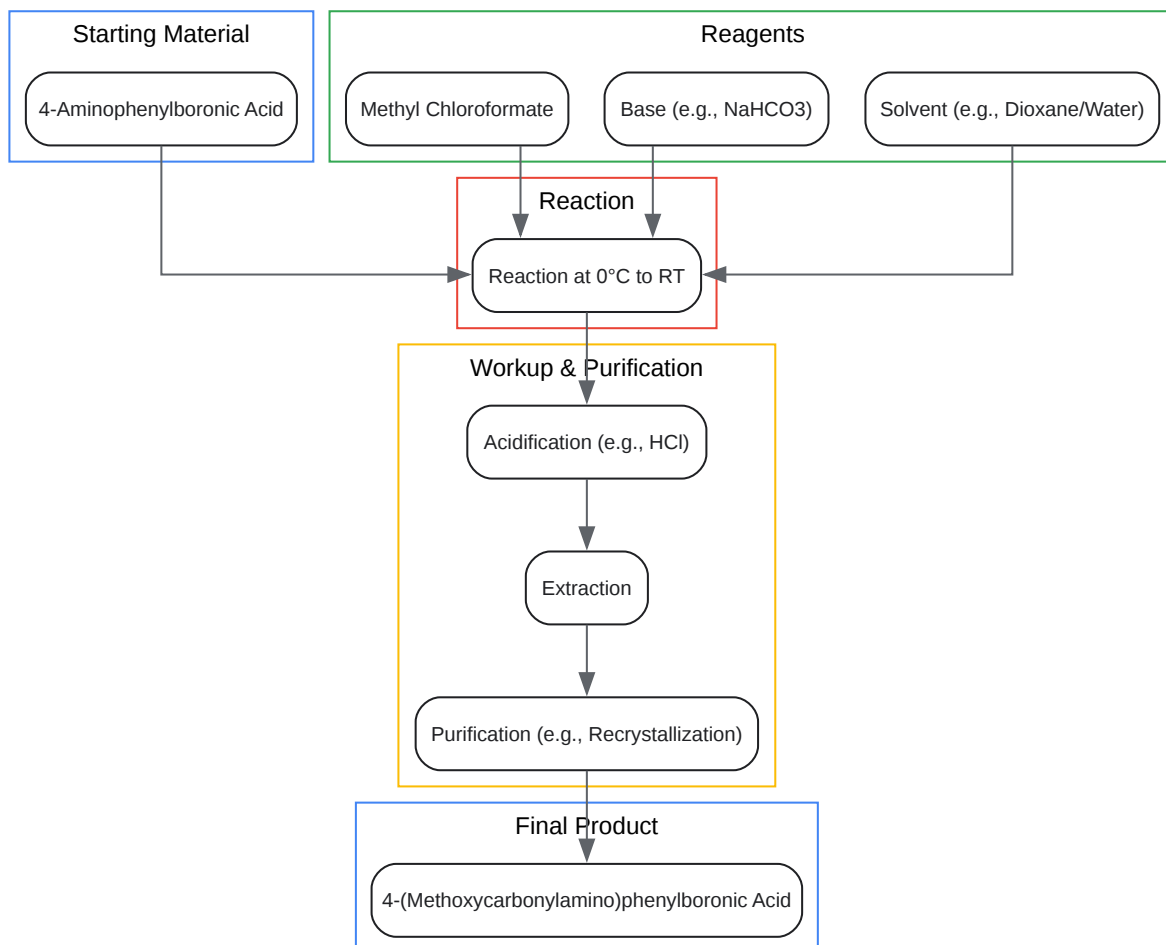 Starting Material
Reagents
4-Aminophenylboronic Acid
Methyl Chloroformate
Base (e.g., NaHCO3)
Solvent (e.g., Dioxane/Water)
Reaction
Reaction at 0°C to RT
Workup & Purification
Acidification (e.g., HCl)
Extraction
Purification (e.g., Recrystallization)
Final Product
4-(Methoxycarbonylamino)phenylboronic Acid